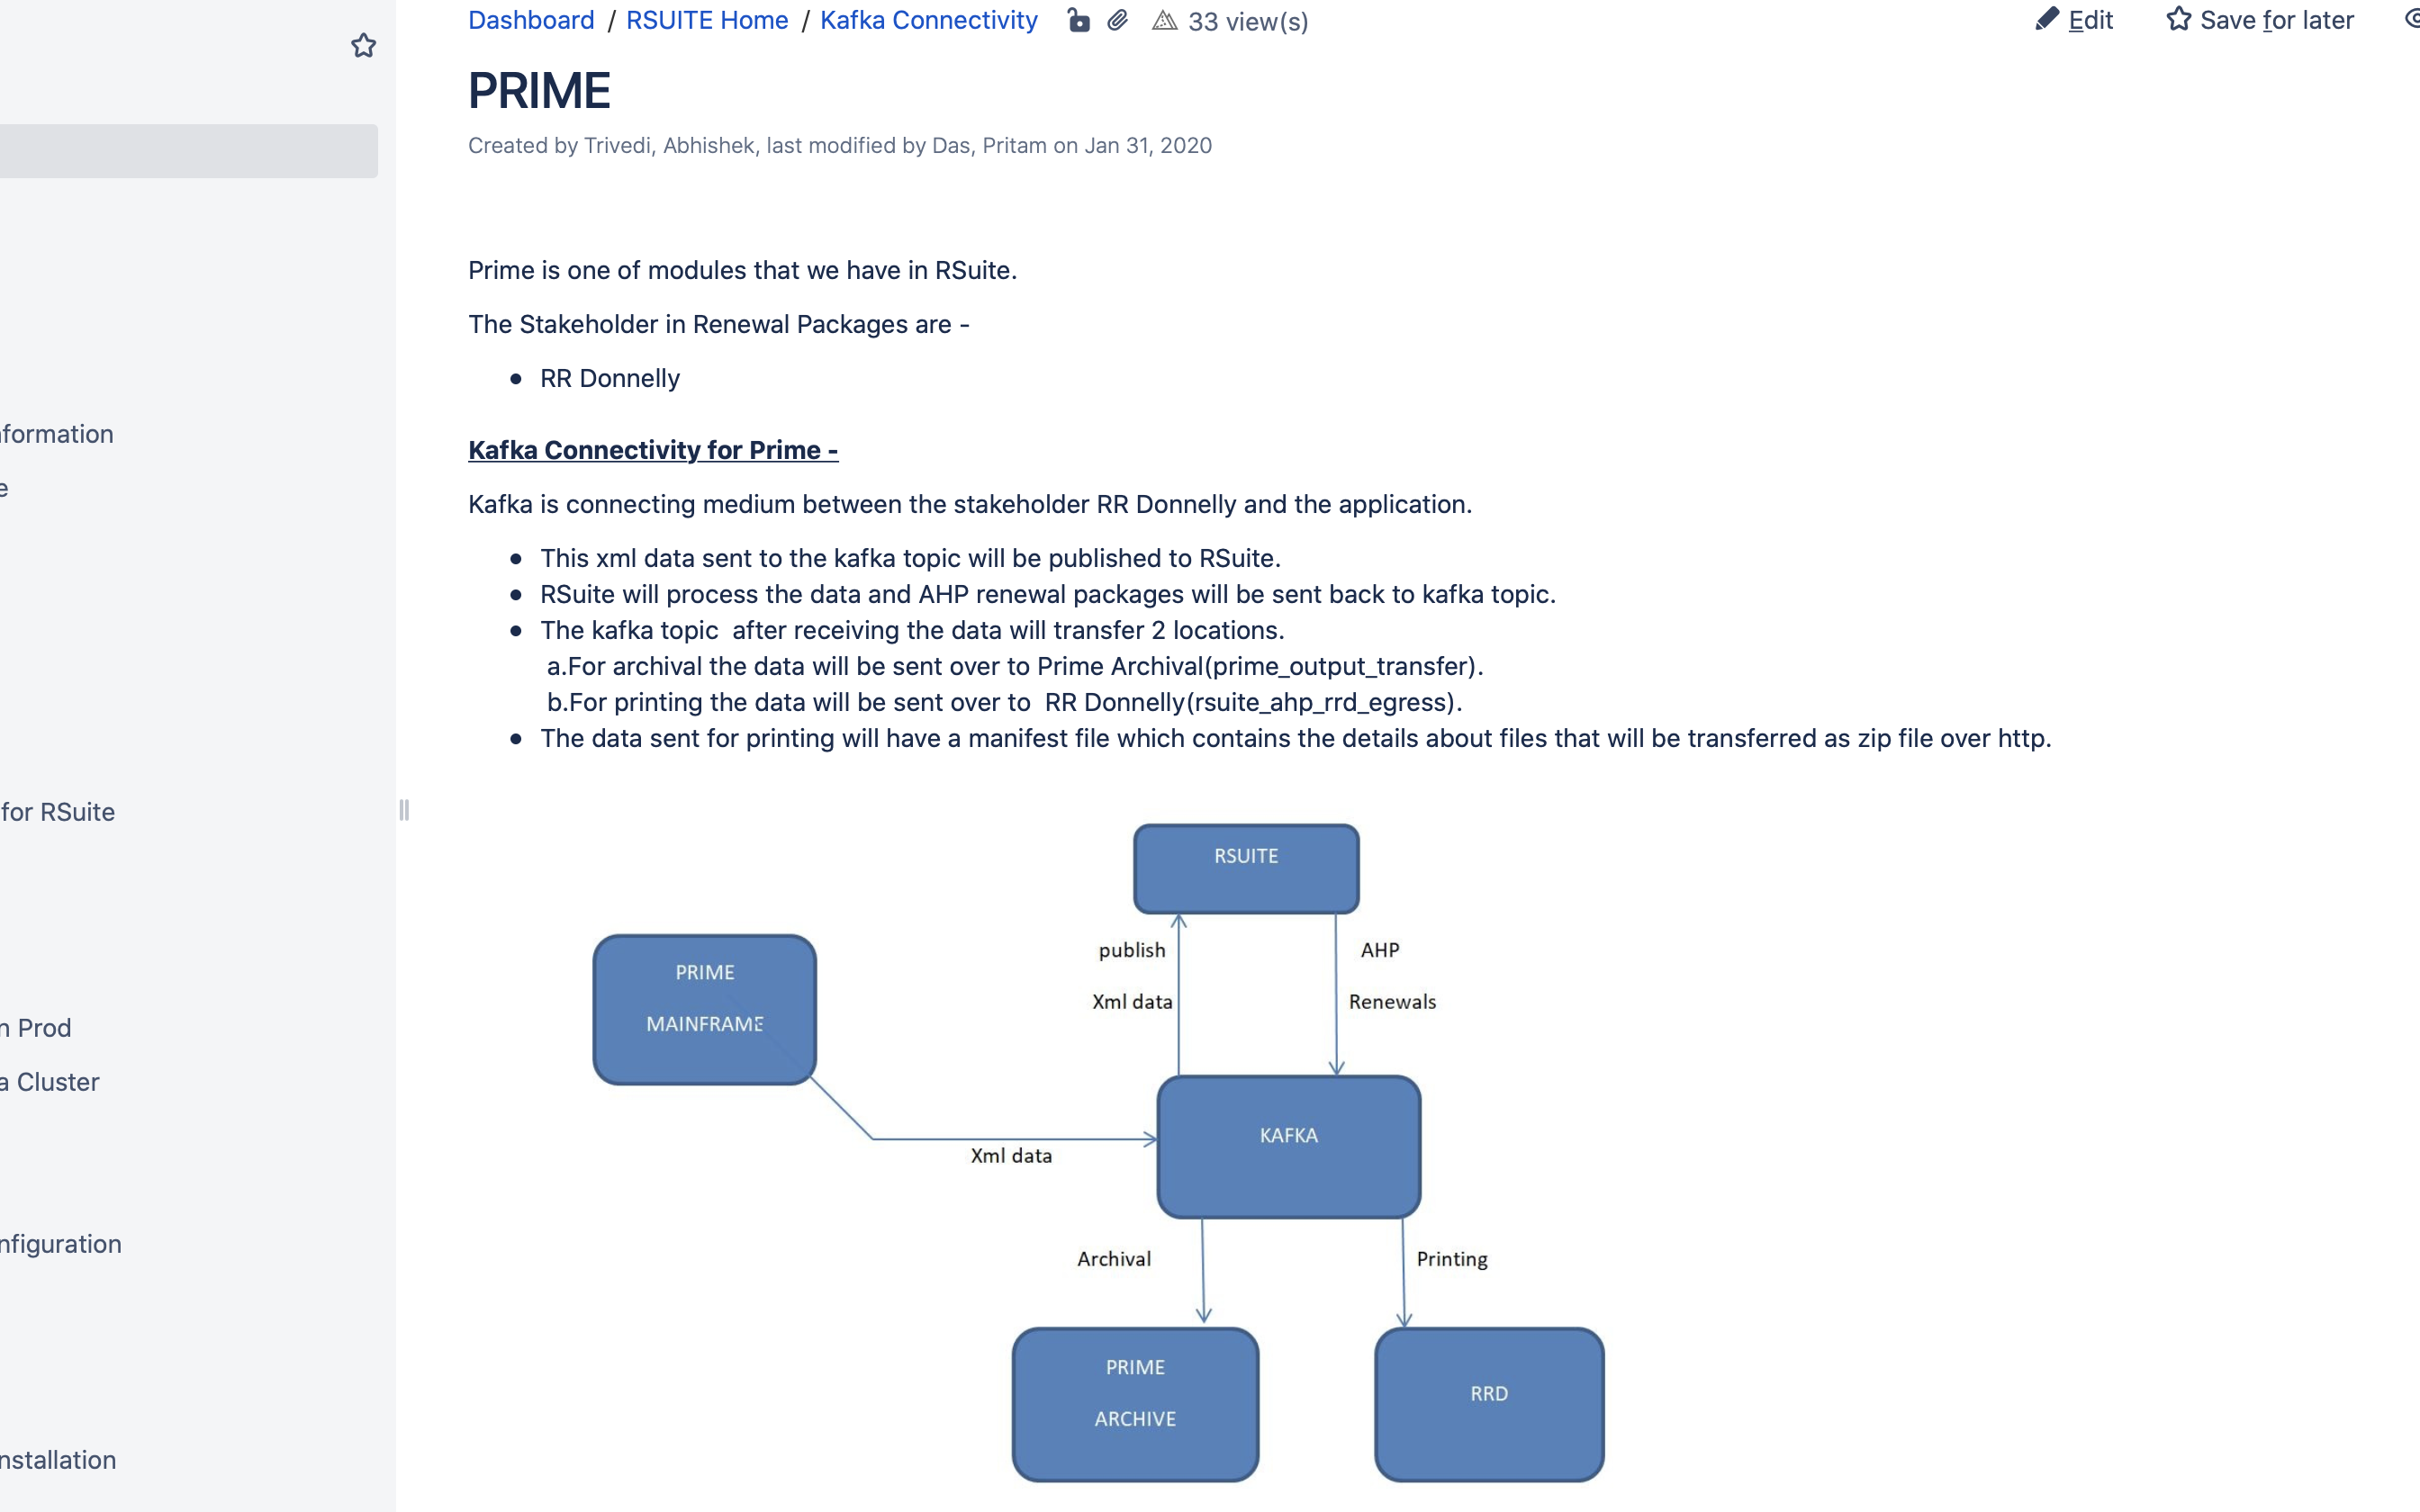 Dashboard / RSUITE Home / Kafka Connectivity 33 view(s)
Edit Save for later
PRIME
Created by Trivedi, Abhishek, last modified by Das, Pritam on Jan 31, 2020
Prime is one of modules that we have in RSuite.
The Stakeholder in Renewal Packages are -
RR Donnelly
nformation
e
Kafka Connectivity for Prime -
Kafka is connecting medium between the stakeholder RR Donnelly and the application.
This xml data sent to the kafka topic will be published to RSuite.
RSuite will process the data and AHP renewal packages will be sent back to kafka topic.
The kafka topic after receiving the data will transfer 2 locations.
a.For archival the data will be sent over to Prime Archival(prime_output_transfer).
b.For printing the data will be sent over to RR Donnelly(rsuite_ahp_rrd_egress).
The data sent for printing will have a manifest file which contains the details about files that will be transferred as zip file over http.
for RSuite
n Prod
a Cluster
nfiguration
nstallation
RSUITE
PRIME
MAINFRAME
publish
Xml data
AHP
Renewals
KAFKA
Xml data
Archival
Printing
PRIME
ARCHIVE
RRD